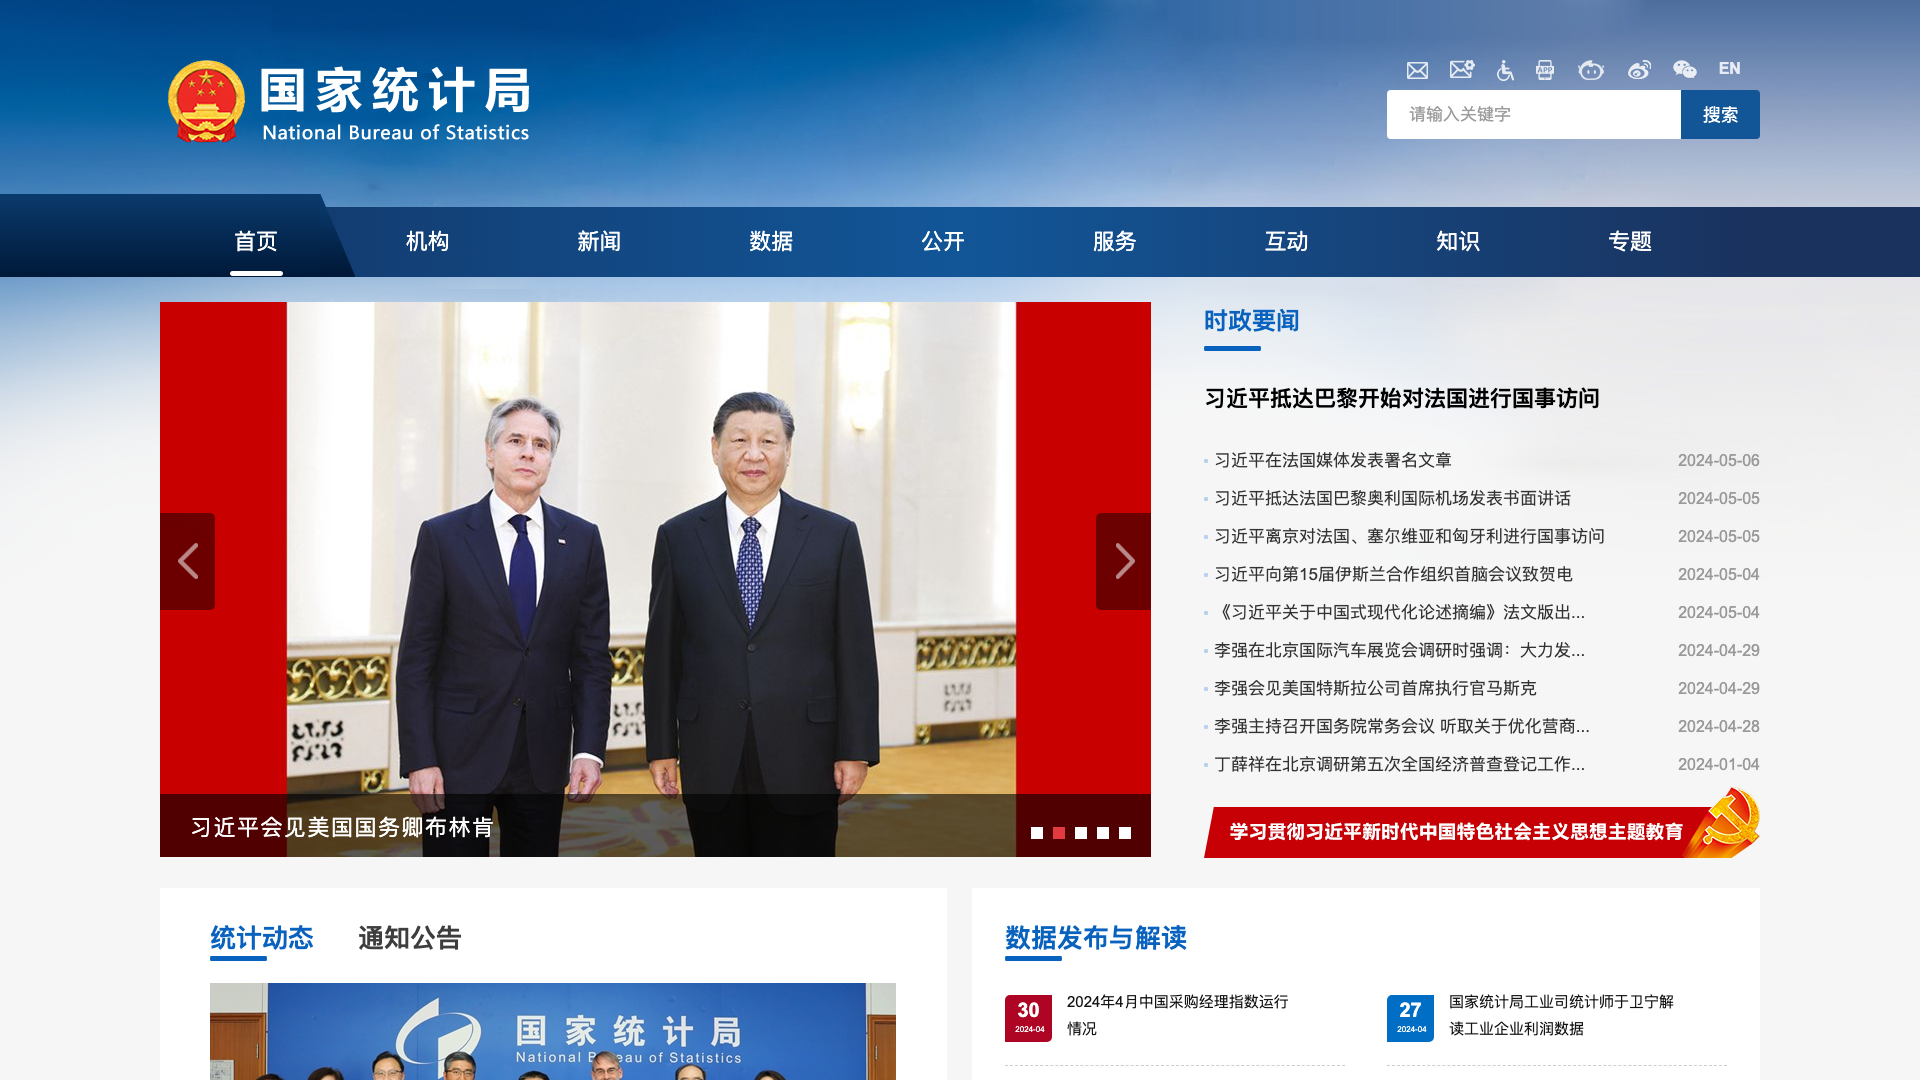 国家统计局
National Bureau of Statistics
APP
EN
请输入关键字
搜索
首页
机构
新闻
数据
公开
服务
互动
知识
专题
时政要闻
习近平抵达巴黎开始对法国进行国事访问
习近平在法国媒体发表署名文章 2024-05-06
习近平抵达法国巴黎奥利国际机场发表书面讲话 2024-05-05
习近平离京对法国、塞尔维亚和匈牙利进行国事访问 2024-05-05
习近平向第15届伊斯兰合作组织首脑会议致贺电 2024-05-04
《习近平关于中国式现代化论述摘编》法文版出... 2024-05-04
李强在北京国际汽车展览会调研时强调：大力发... 2024-04-29
李强会见美国特斯拉公司首席执行官马斯克 2024-04-29
李强主持召开国务院常务会议 听取关于优化营商... 2024-04-28
丁薛祥在北京调研第五次全国经济普查登记工作... 2024-01-04
习近平会见美国国务卿布林肯
学习贯彻习近平新时代中国特色社会主义思想主题教育
统计动态
通知公告
国家统计局
National Bureau of Statistics
数据发布与解读
30
2024-04
2024年4月中国采购经理指数运行
情况
27
2024-04
国家统计局工业司统计师于卫宁解
读工业企业利润数据